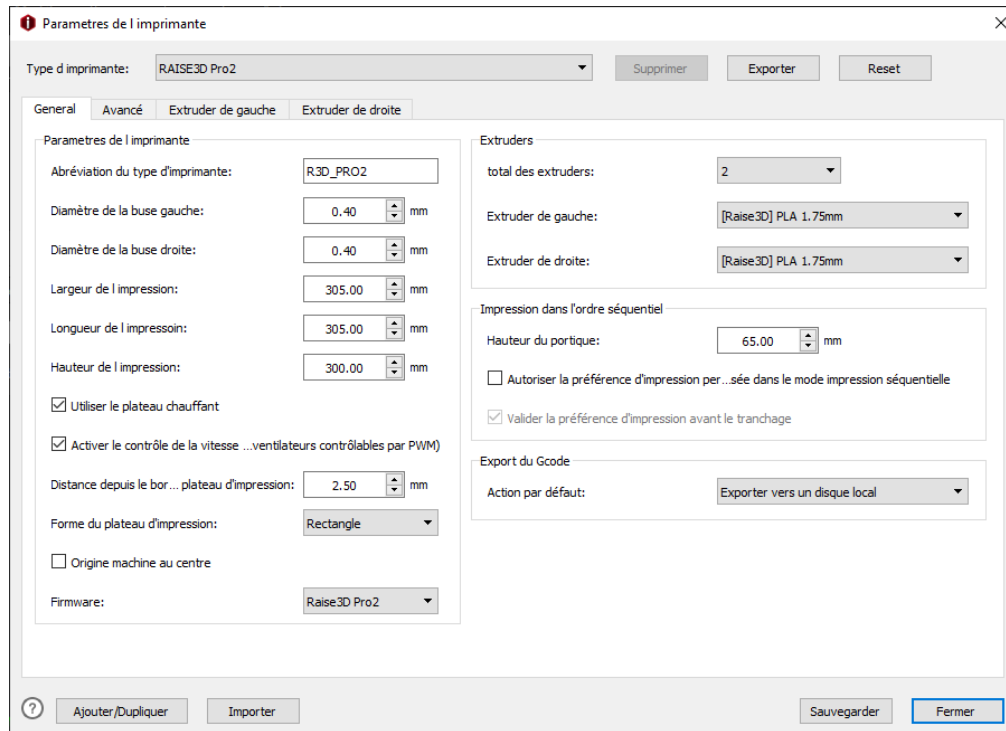 Parametres de l imprimante
Type d imprimante: RAISE3D Pro2 Supprimer Exporter Reset
General Avancé Extruder de gauche Extruder de droite
Parametres de l imprimante
Abréviation du type d'imprimante: R3D_PRO2
Diamètre de la buse gauche: 0.40 mm
Diamètre de la buse droite: 0.40 mm
Largeur de l impression: 305.00 mm
Longueur de l impressoin: 305.00 mm
Hauteur de l impression: 300.00 mm
Utiliser le plateau chauffant
Activer le contrôle de la vitesse ...ventilateurs contrôlables par PWM)
Distance depuis le bor... plateau d'impression: 2.50 mm
Forme du plateau d'impression: Rectangle
Origine machine au centre
Firmware: Raise3D Pro2
Extruders
total des extruders: 2
Extruder de gauche: [Raise3D] PLA 1.75mm
Extruder de droite: [Raise3D] PLA 1.75mm
Impression dans l'ordre séquentiel
Hauteur du portique: 65.00 mm
Autoriser la préférence d'impression per...sée dans le mode impression séquentielle
Valider la préférence d'impression avant le tranchage
Export du Gcode
Action par défaut: Exporter vers un disque local
? Ajouter/Dupliquer Importer Sauvegarder Fermer